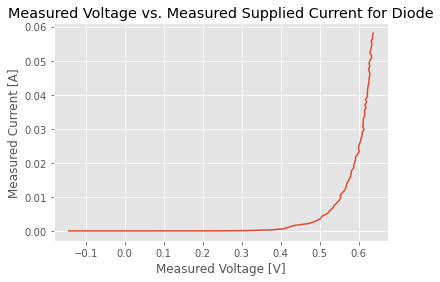 Measured Voltage vs. Measured Supplied Current for Diode
0.06
0.05
0.04
0.03
0.02
0.01
0.00
Measured Current [A]
−0.1 0.0 0.1 0.2 0.3 0.4 0.5 0.6
Measured Voltage [V]